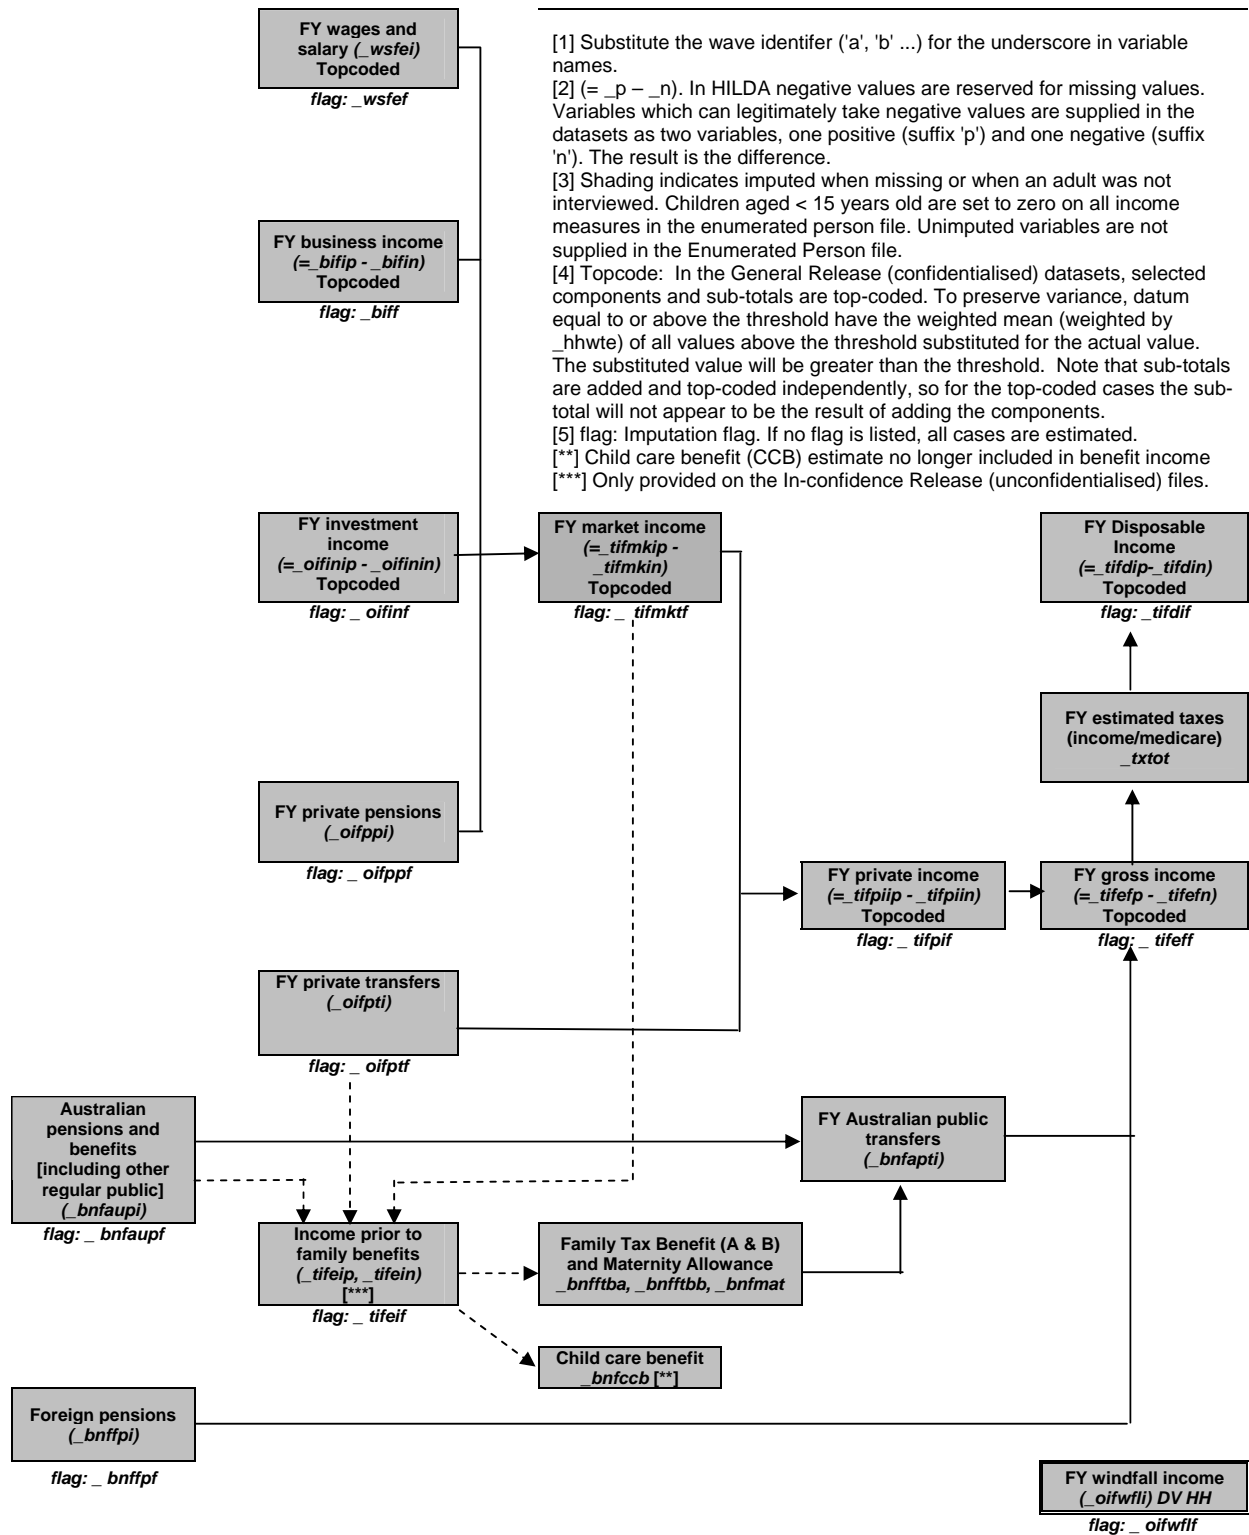 FY wages and
salary (_wsfei)
Topcoded
flag: _wsfef
[1] Substitute the wave identifer ('a', 'b' ...) for the underscore in variable
names.
[2] (= _p – _n). In HILDA negative values are reserved for missing values.
Variables which can legitimately take negative values are supplied in the
datasets as two variables, one positive (suffix 'p') and one negative (suffix
'n'). The result is the difference.
[3] Shading indicates imputed when missing or when an adult was not
interviewed. Children aged < 15 years old are set to zero on all income
measures in the enumerated person file. Unimputed variables are not
supplied in the Enumerated Person file.
[4] Topcode:  In the General Release (confidentialised) datasets, selected
components and sub-totals are top-coded. To preserve variance, datum
equal to or above the threshold have the weighted mean (weighted by
_hhwte) of all values above the threshold substituted for the actual value.
The substituted value will be greater than the threshold.  Note that sub-totals
are added and top-coded independently, so for the top-coded cases the sub-
total will not appear to be the result of adding the components.
[5] flag: Imputation flag. If no flag is listed, all cases are estimated.
[**] Child care benefit (CCB) estimate no longer included in benefit income
[***] Only provided on the In-confidence Release (unconfidentialised) files.
FY business income
(=_bifip - _bifin)
Topcoded
flag: _biff
FY investment
income
(=_oifinip - _oifinin)
Topcoded
flag: _ oifinf
FY market income
(=_tifmkip -
_tifmkin)
Topcoded
flag: _ tifmktf
FY Disposable
Income
(=_tifdip-_tifdin)
Topcoded
flag: _tifdif
FY estimated taxes
(income/medicare)
_txtot
FY private pensions
(_oifppi)
flag: _ oifppf
FY private income
(=_tifpiip - _tifpiin)
Topcoded
flag: _ tifpif
FY gross income
(=_tifefp - _tifefn)
Topcoded
flag: _ tifeff
FY private transfers
(_oifpti)
flag: _ oifptf
Australian
pensions and
benefits
[including other
regular public]
(_bnfaupi)
flag: _ bnfaupf
FY Australian public
transfers
(_bnfapti)
Income prior to
family benefits
(_tifeip, _tifein)
[***]
flag: _ tifeif
Family Tax Benefit (A & B)
and Maternity Allowance
_bnfftba, _bnfftbb, _bnfmat
Child care benefit
_bnfccb [**]
Foreign pensions
(_bnffpi)
flag: _ bnffpf
FY windfall income
(_oifwfli) DV HH
flag: _ oifwflf